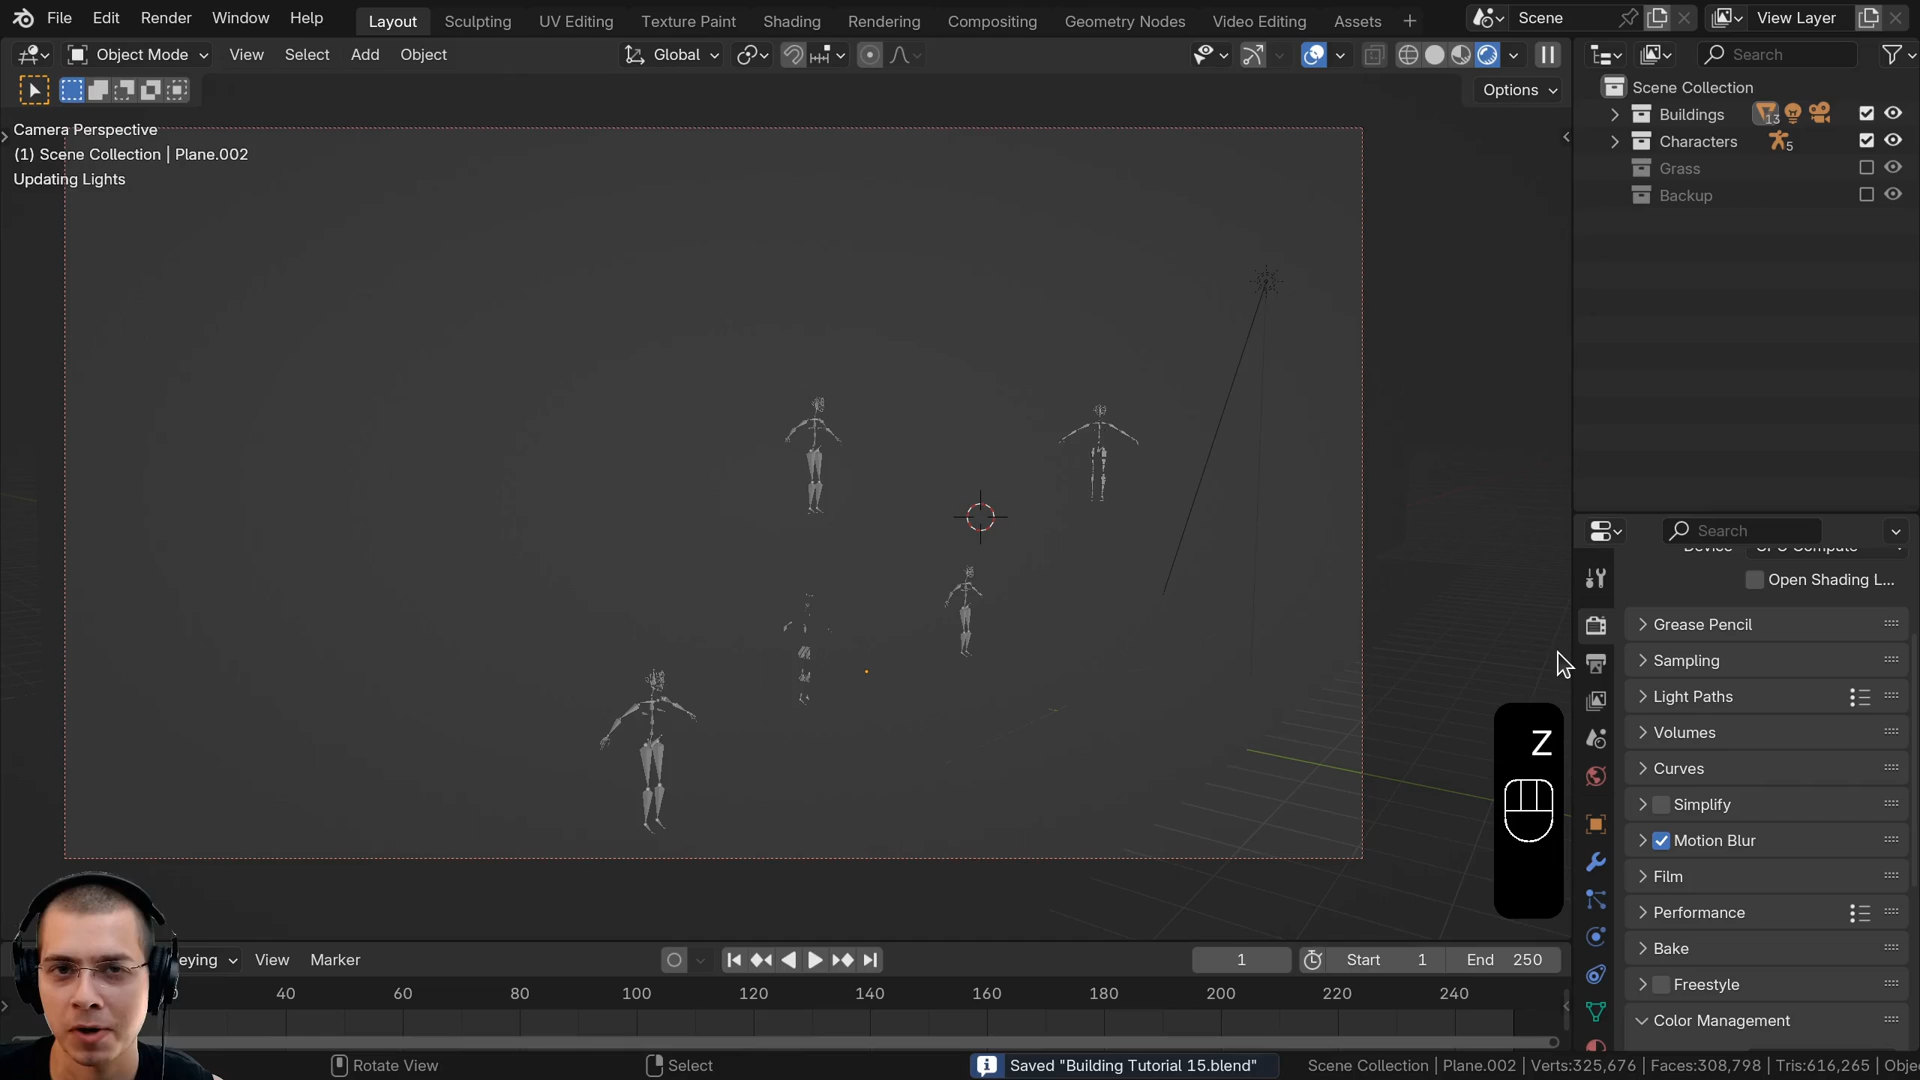 File Edit Render Window Help Layout Sculpting UV Editing Texture Paint Shading Rendering Compositing Geometry Nodes Video Editing Assets + Scene View Layer
Object Mode View Select Add Object Global Search
Options
Scene Collection
Buildings 13
Characters 5
Grass
Backup
Camera Perspective
(1) Scene Collection | Plane.002
Updating Lights
Search
Open Shading L...
Grease Pencil
Sampling
Light Paths
Volumes
Curves
Simplify
Motion Blur
Film
Performance
Bake
Freestyle
Color Management
Z
eying View Marker 1 Start 1 End 250
40 60 80 100 120 140 160 180 200 220 240
Rotate View Select Saved "Building Tutorial 15.blend" Scene Collection | Plane.002 | Verts:325,676 | Faces:308,798 | Tris:616,265 | Obje